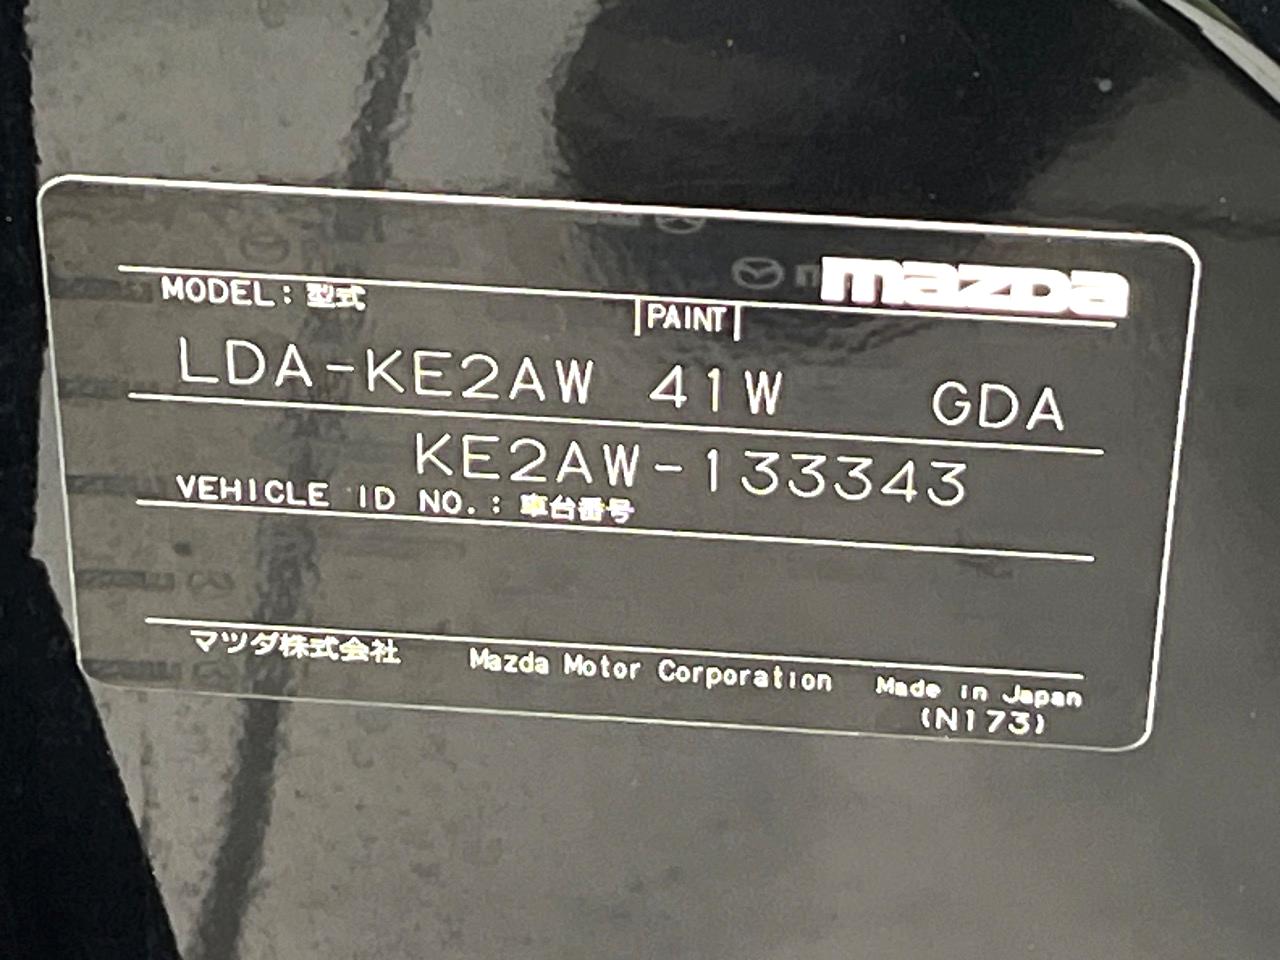 mazda
MODEL: 型式 PAINT
LDA-KE2AW 41W GDA
KE2AW-133343
VEHICLE ID NO.: 車台番号
マツダ株式会社 Mazda Motor Corporation Made in Japan
(N173)